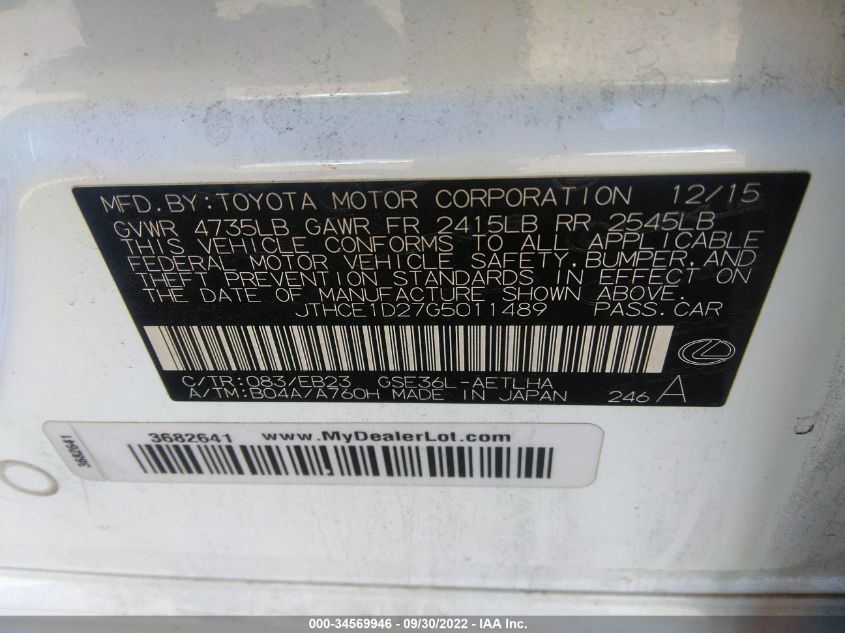 MFD. BY: TOYOTA MOTOR CORPORATION 12/15
GVWR 4735LB GAWR FR 2415LB RR 2545LB
THIS VEHICLE CONFORMS TO ALL APPLICABLE
FEDERAL MOTOR VEHICLE SAFETY, BUMPER, AND
THEFT PREVENTION STANDARDS IN EFFECT ON
THE DATE OF MANUFACTURE SHOWN ABOVE.
JTHCE1D27G5011489 PASS. CAR
C/TR: 083/EB23 GSE36L-AETLHA
A/TM: B04A/A760H MADE IN JAPAN 246 A
3682641
3682641 www.MyDealerLot.com
000-34569946 - 09/30/2022 - IAA Inc.